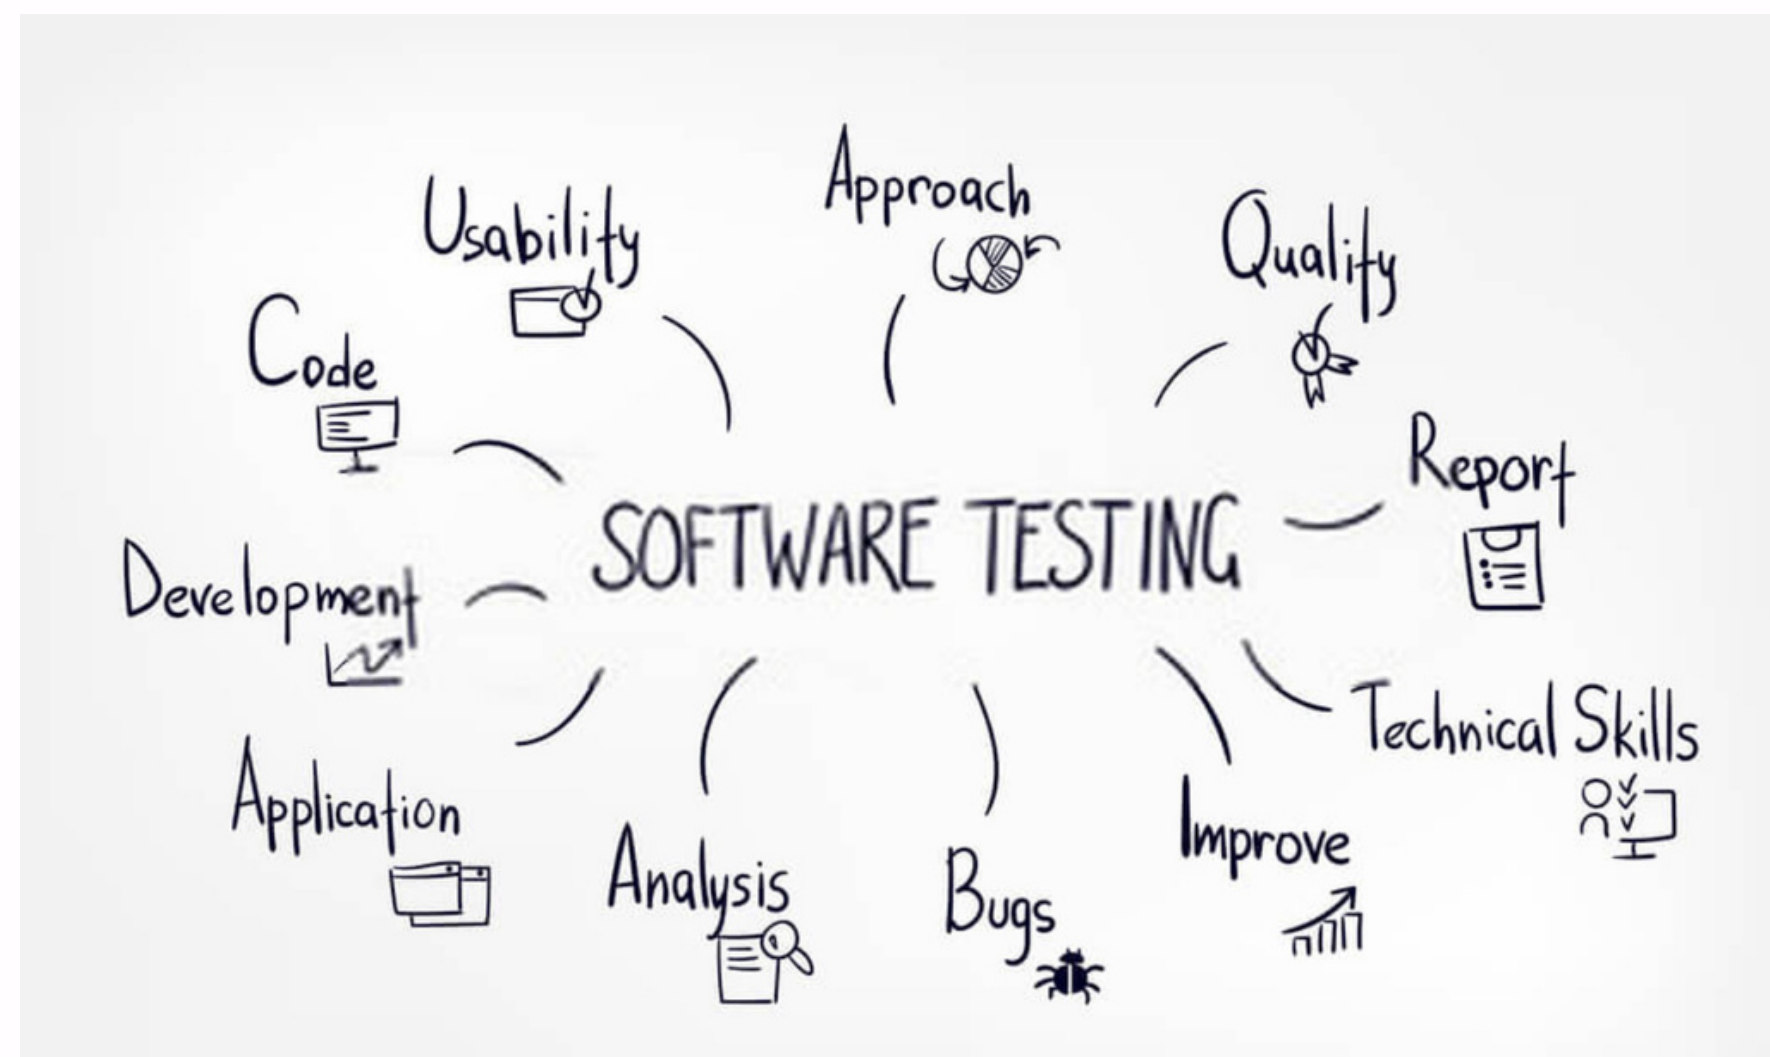 Approach
Usability
Quality
Code
Report
SOFTWARE TESTING
Development
Technical Skills
Application
Improve
Analysis
Bugs